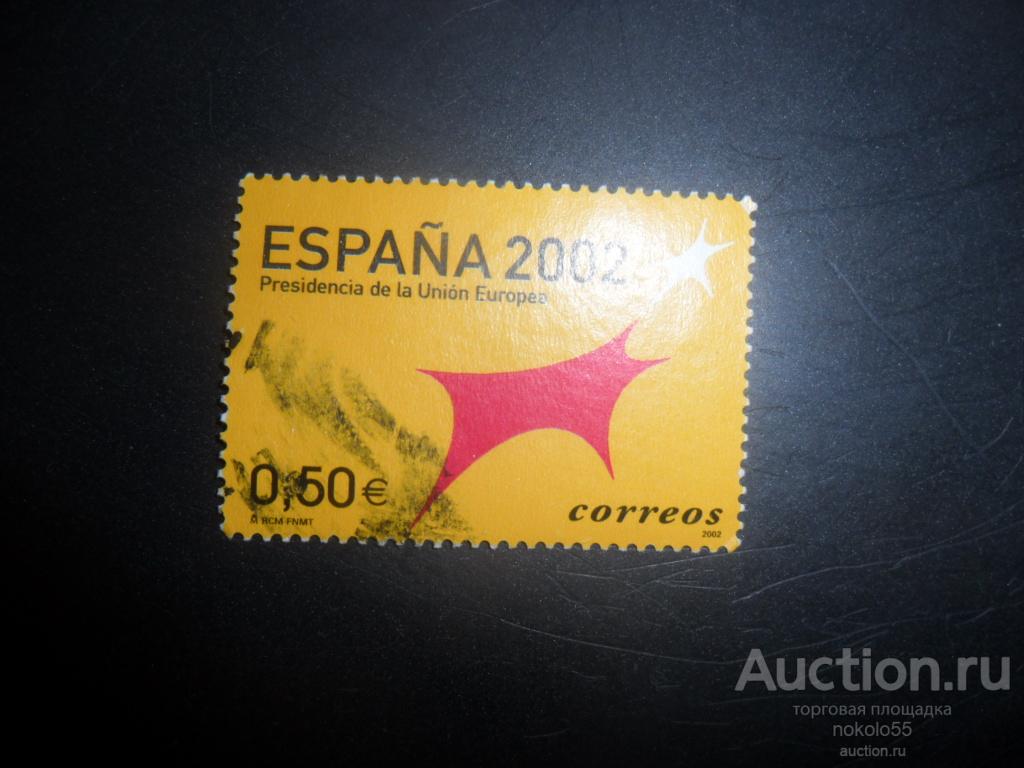 ESPAÑA 2002
Presidencia de la Unión Europea
0,50€
correos
M RCM-FNMT
2002
Auction.ru
торговая площадка
nokolo55
auction.ru